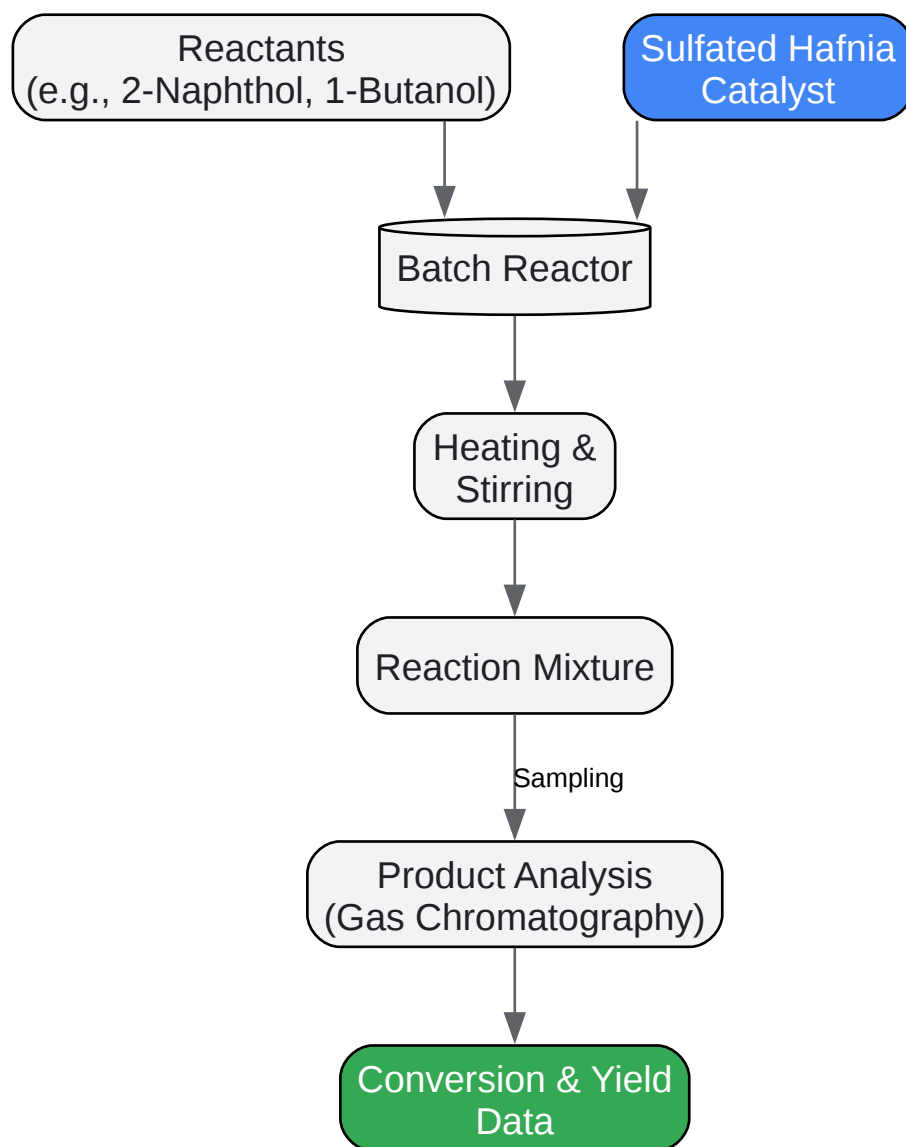 Reactants
(e.g., 2-Naphthol, 1-Butanol)
Sulfated Hafnia
Catalyst
Batch Reactor
Heating &
Stirring
Reaction Mixture
Sampling
Product Analysis
(Gas Chromatography)
Conversion & Yield
Data